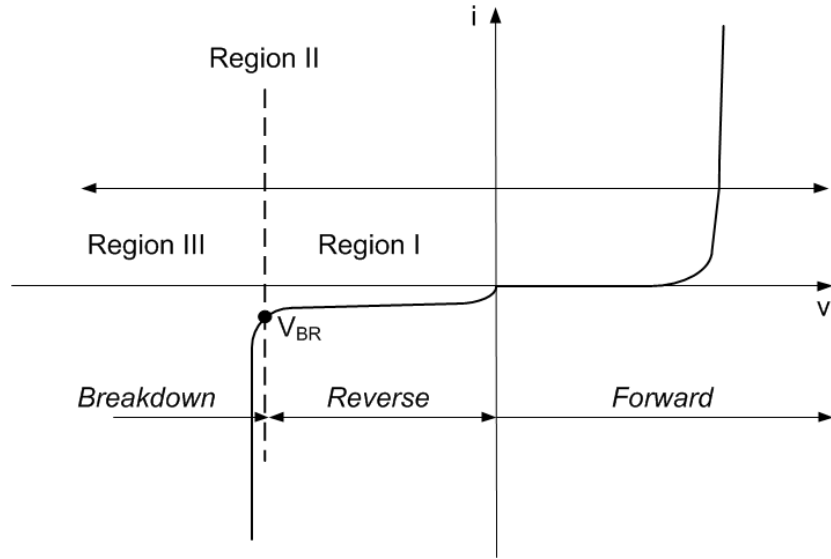 i
Region II
Region III
Region I
v
V_BR
Breakdown
Reverse
Forward